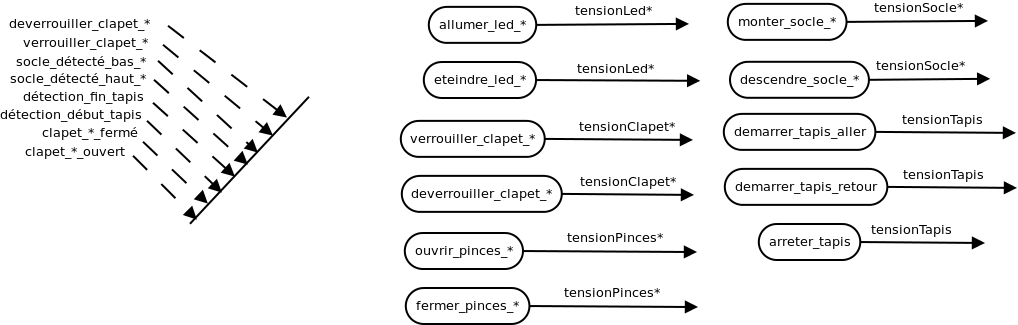 deverrouiller_clapet_*
verrouiller_clapet_*
socle_détecté_bas_*
socle_détecté_haut_*
détection_fin_tapis
détection_début_tapis
clapet_*_fermé
clapet_*_ouvert
allumer_led_*
tensionLed*
eteindre_led_*
tensionLed*
verrouiller_clapet_*
tensionClapet*
deverrouiller_clapet_*
tensionClapet*
ouvrir_pinces_*
tensionPinces*
fermer_pinces_*
tensionPinces*
monter_socle_*
tensionSocle*
descendre_socle_*
tensionSocle*
demarrer_tapis_aller
tensionTapis
demarrer_tapis_retour
tensionTapis
arreter_tapis
tensionTapis